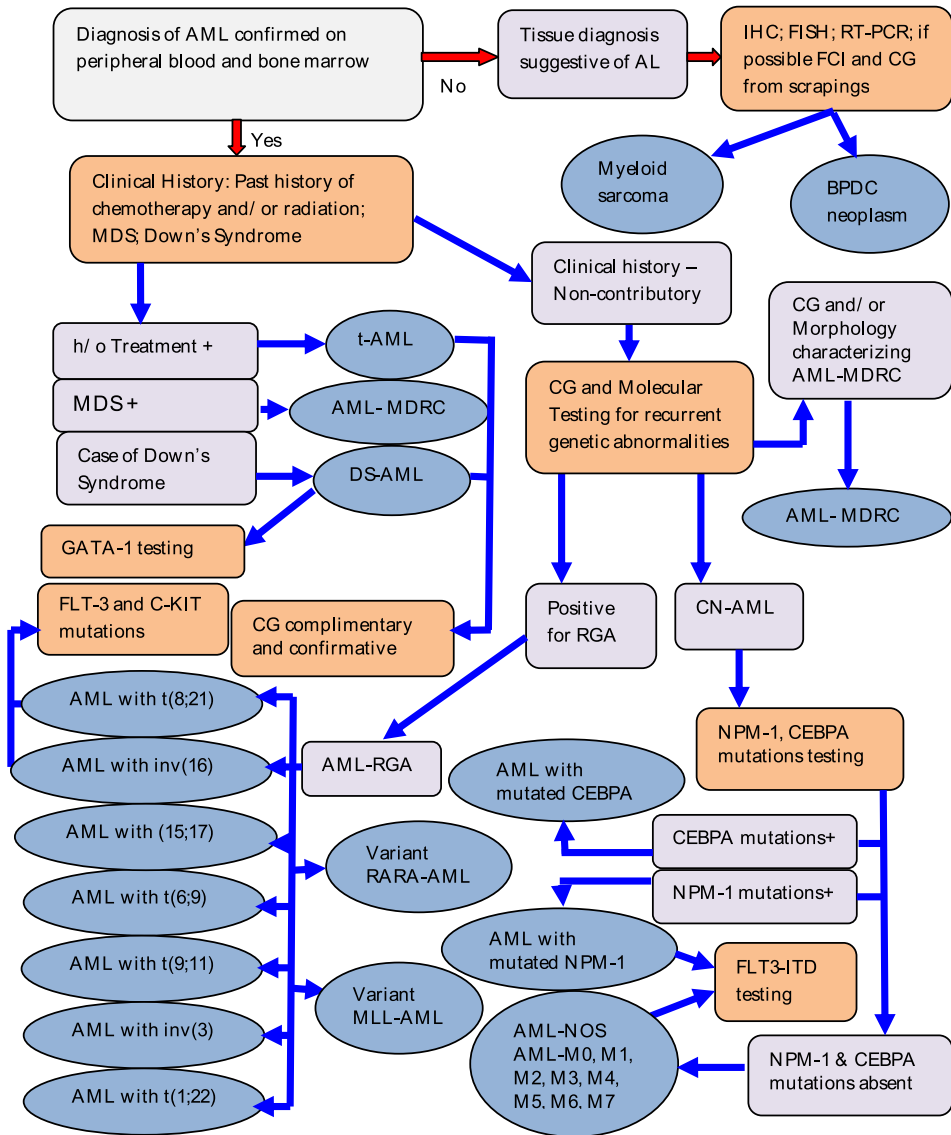 Diagnosis of AML confirmed on
peripheral blood and bone marrow
No
Tissue diagnosis
suggestive of AL
IHC; FISH; RT-PCR; if
possible FCI and CG
from scrapings
Yes
Myeloid
sarcoma
BPDC
neoplasm
Clinical History: Past history of
chemotherapy and/ or radiation;
MDS; Down's Syndrome
Clinical history –
Non-contributory
CG and/ or
Morphology
characterizing
AML-MDRC
h/ o Treatment +
t-AML
MDS +
AML- MDRC
Case of Down's
Syndrome
DS-AML
CG and Molecular
Testing for recurrent
genetic abnormalities
AML- MDRC
GATA-1 testing
FLT-3 and C-KIT
mutations
CG complimentary
and confirmative
Positive
for RGA
CN-AML
AML with t(8;21)
AML with inv(16)
AML with (15;17)
AML with t(6;9)
AML with t(9;11)
AML with inv(3)
AML with t(1;22)
AML-RGA
Variant
RARA-AML
Variant
MLL-AML
NPM-1, CEBPA
mutations testing
AML with
mutated CEBPA
CEBPA mutations+
NPM-1 mutations+
AML with
mutated NPM-1
FLT3-ITD
testing
AML-NOS
AML-M0, M1,
M2, M3, M4,
M5, M6, M7
NPM-1 & CEBPA
mutations absent